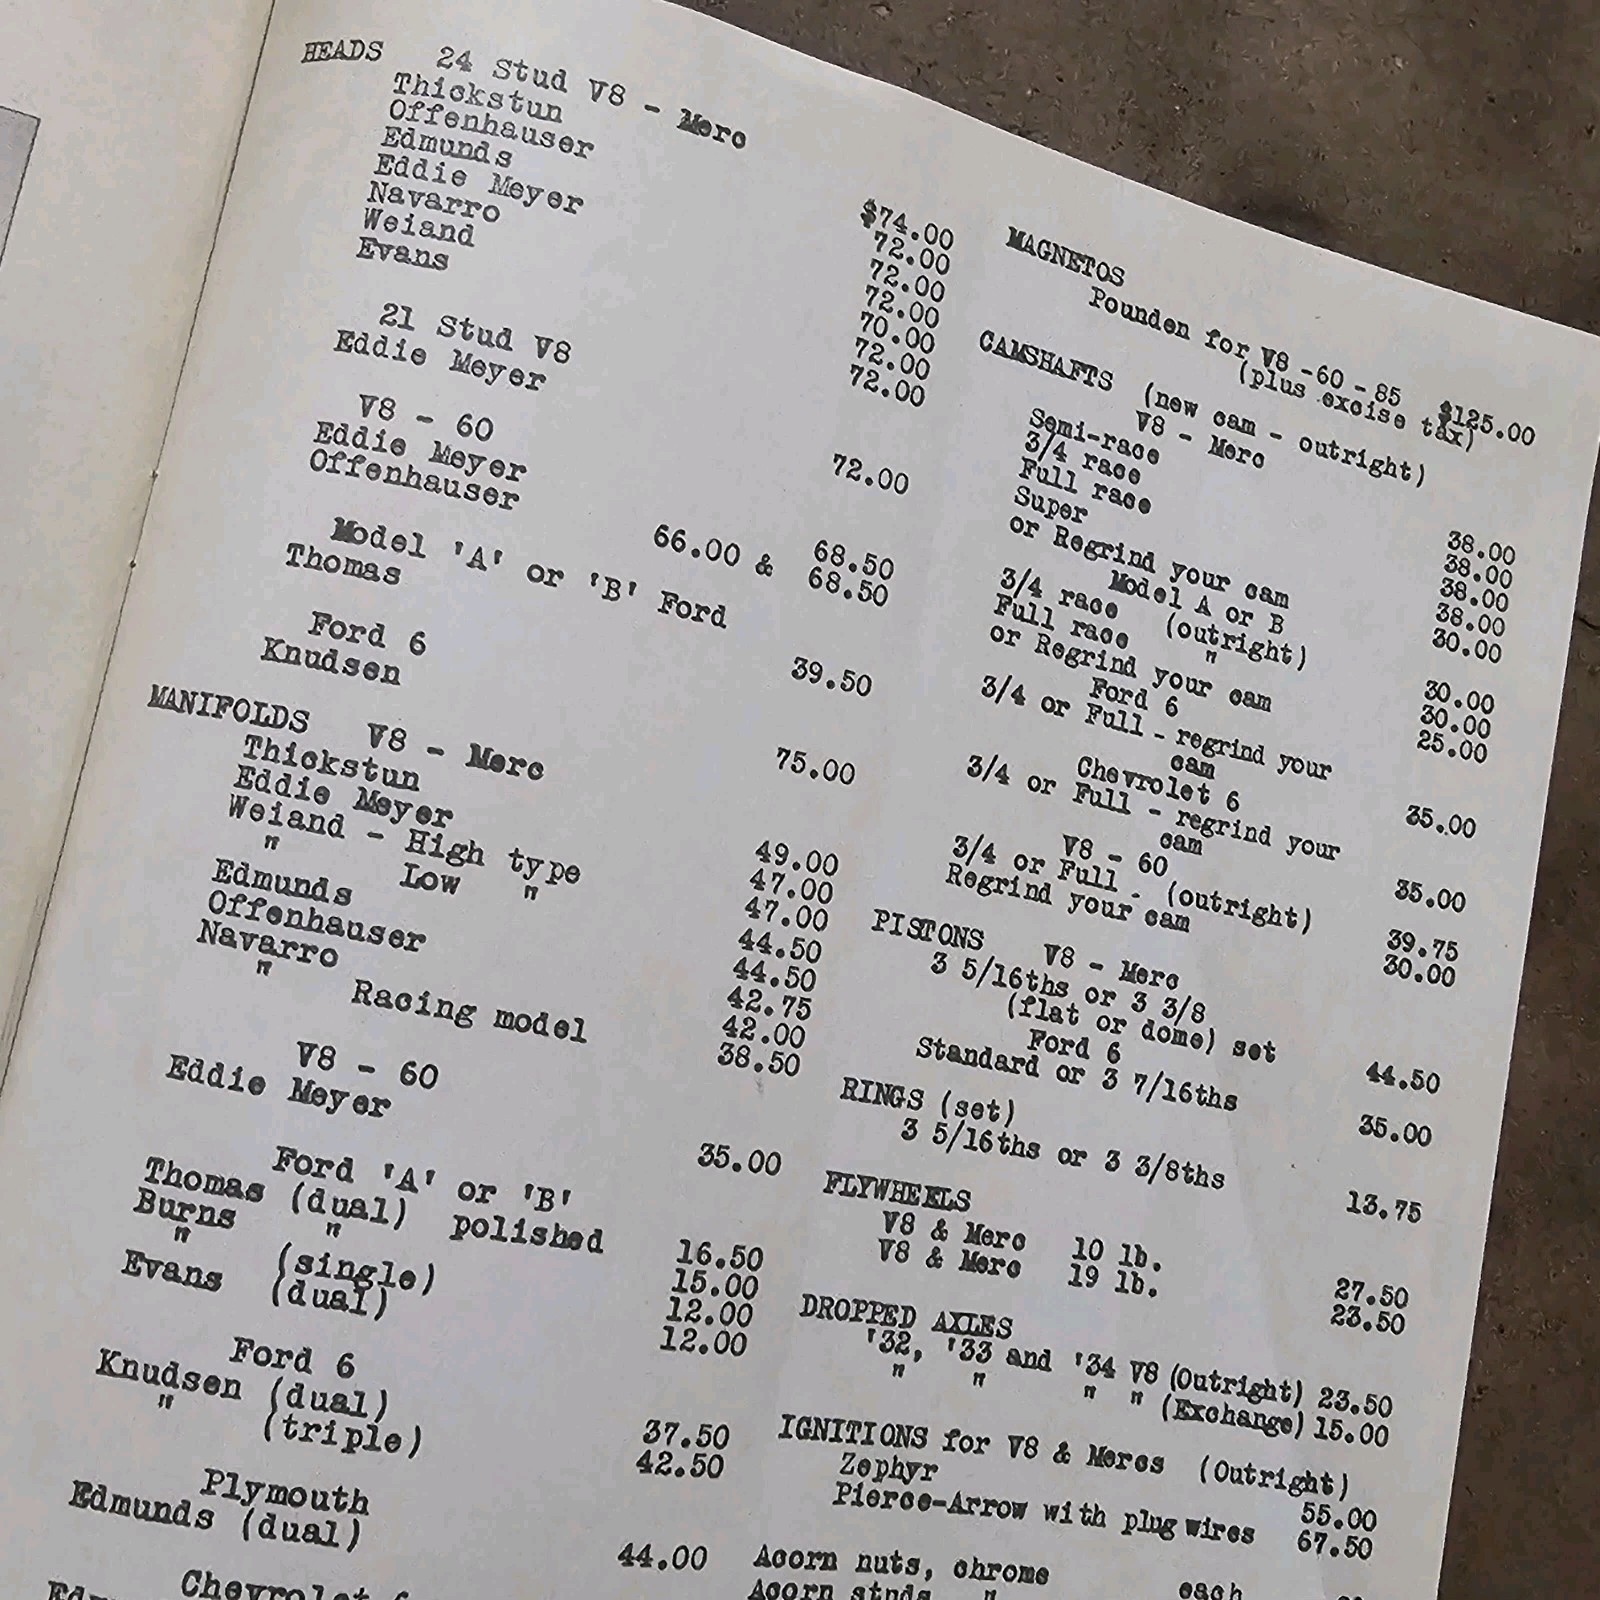 HEADS 24 Stud V8 - Merc
Thickstun $74.00
Offenhauser 72.00
Edmunds 72.00
Eddie Meyer 72.00
Navarro 70.00
Weiand 72.00
Evans 72.00
21 Stud V8
Eddie Meyer 72.00
V8 - 60
Eddie Meyer 68.50
Offenhauser 66.00 & 68.50
Model 'A' or 'B' Ford
Thomas 39.50
Ford 6
Knudsen 75.00
MANIFOLDS V8 - Merc
Thickstun 49.00
Eddie Meyer 47.00
Weiand - High type 47.00
" Low " 44.50
Edmunds 44.50
Offenhauser 42.75
Navarro 42.00
" Racing model 38.50
V8 - 60
Eddie Meyer 35.00
Ford 'A' or 'B'
Thomas (dual) polished 16.50
Burns " 15.00
" (single) 12.00
Evans (dual) 12.00
Ford 6
Knudsen (dual) 37.50
" (triple) 42.50
Plymouth
Edmunds (dual) 44.00
Chevrolet 6
MAGNETOS
Pounden for V8 -60 - 85 $125.00
(plus excise tax)
CAMSHAFTS (new cam - outright)
V8 - Merc
Semi-race 38.00
3/4 race 38.00
Full race 38.00
Super 38.00
or Regrind your cam 30.00
Model A or B
3/4 race (outright) 30.00
Full race " 30.00
or Regrind your cam 25.00
Ford 6
3/4 or Full - regrind your
cam 35.00
Chevrolet 6
3/4 or Full - regrind your
cam 35.00
V8 - 60
3/4 or Full - (outright) 39.75
Regrind your cam 30.00
PISTONS V8 - Merc
3 5/16ths or 3 3/8
(flat or dome) set 44.50
Ford 6
Standard or 3 7/16ths 35.00
RINGS (set)
3 5/16ths or 3 3/8ths 13.75
FLYWHEELS
V8 & Merc 10 lb. 27.50
V8 & Merc 19 lb. 23.50
DROPPED AXLES
'32, '33 and '34 V8 (Outright) 23.50
" " " " (Exchange) 15.00
IGNITIONS for V8 & Mercs (Outright)
Zephyr 55.00
Pierce-Arrow with plug wires 67.50
Acorn nuts, chrome each
Acorn studs "